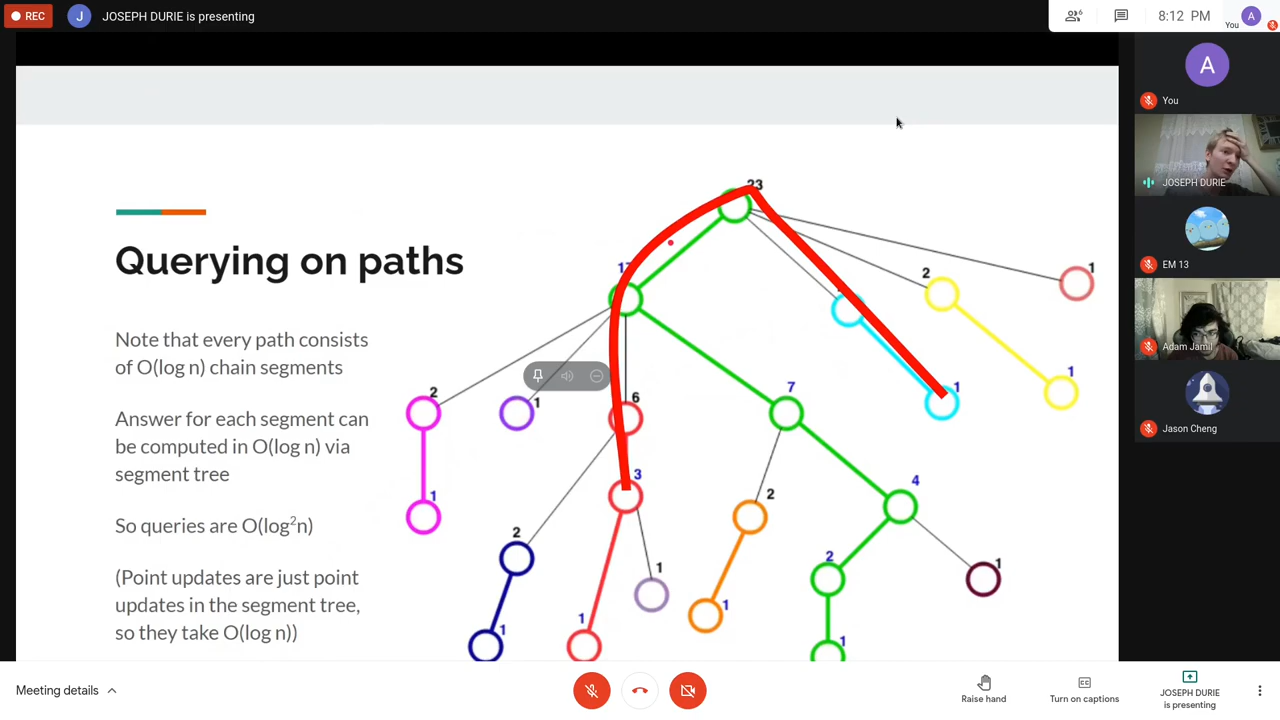 REC
J
JOSEPH DURIE is presenting
6
8:12 PM
You
A
A
You
JOSEPH DURIE
EM 13
Adam Jamil
Jason Cheng
Querying on paths
Note that every path consists
of O(log n) chain segments
Answer for each segment can
be computed in O(log n) via
segment tree
So queries are O(log²n)
(Point updates are just point
updates in the segment tree,
so they take O(log n))
23
2
1
2
1
6
7
1
1
3
4
1
2
2
1
1
2
1
1
1
1
Meeting details
Raise hand
Turn on captions
JOSEPH DURIE
is presenting